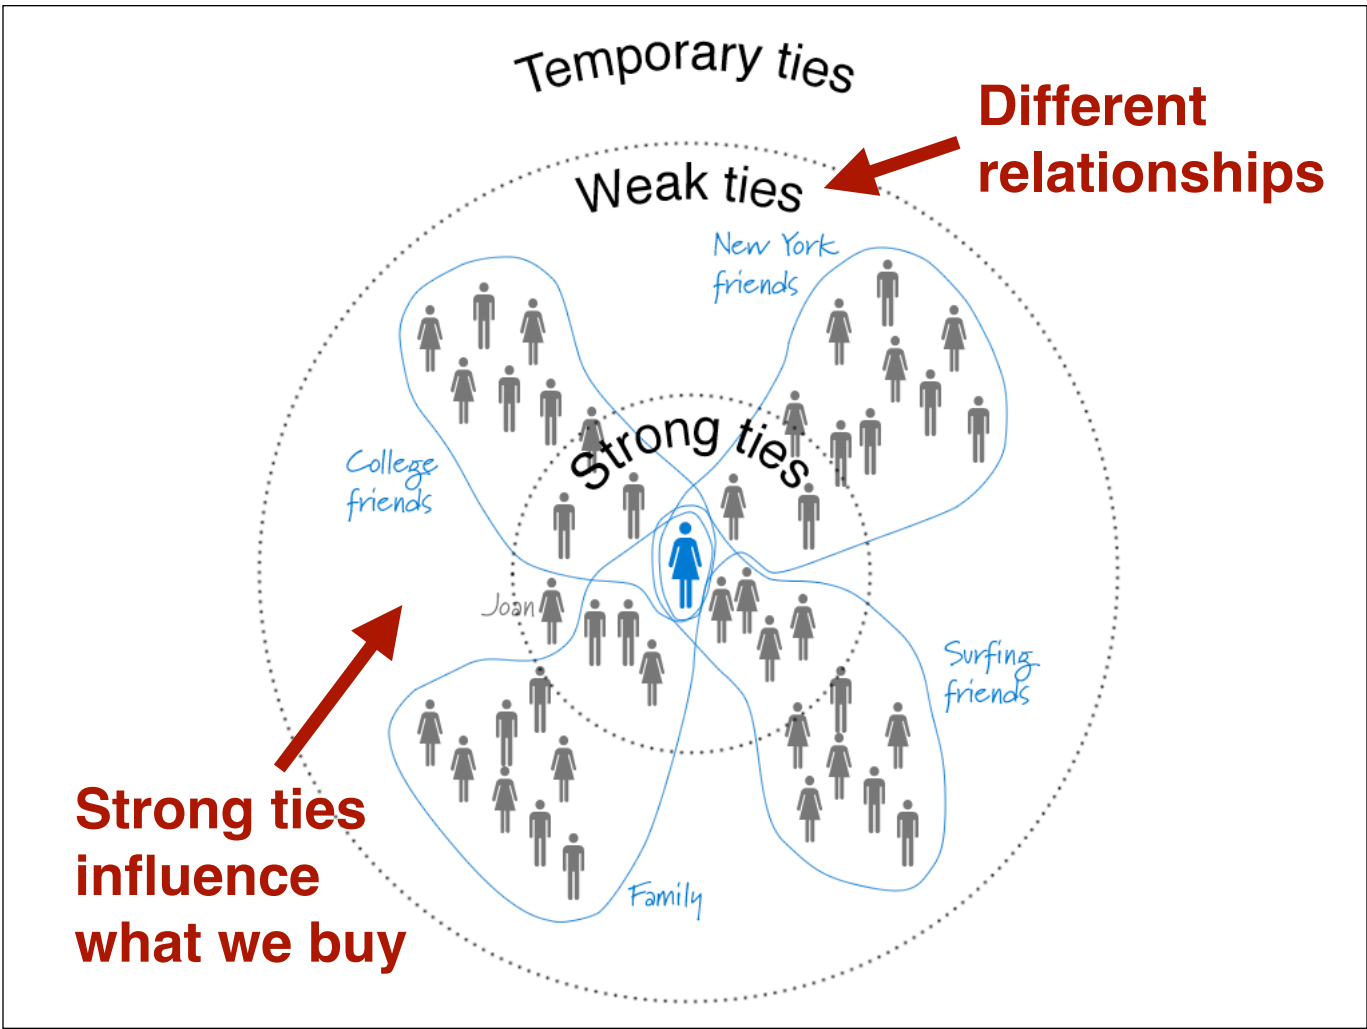 Temporary ties
Different
relationships
Weak ties
New York
friends
Strong ties
College
friends
Joan
Surfing
friends
Strong ties
influence
what we buy
Family